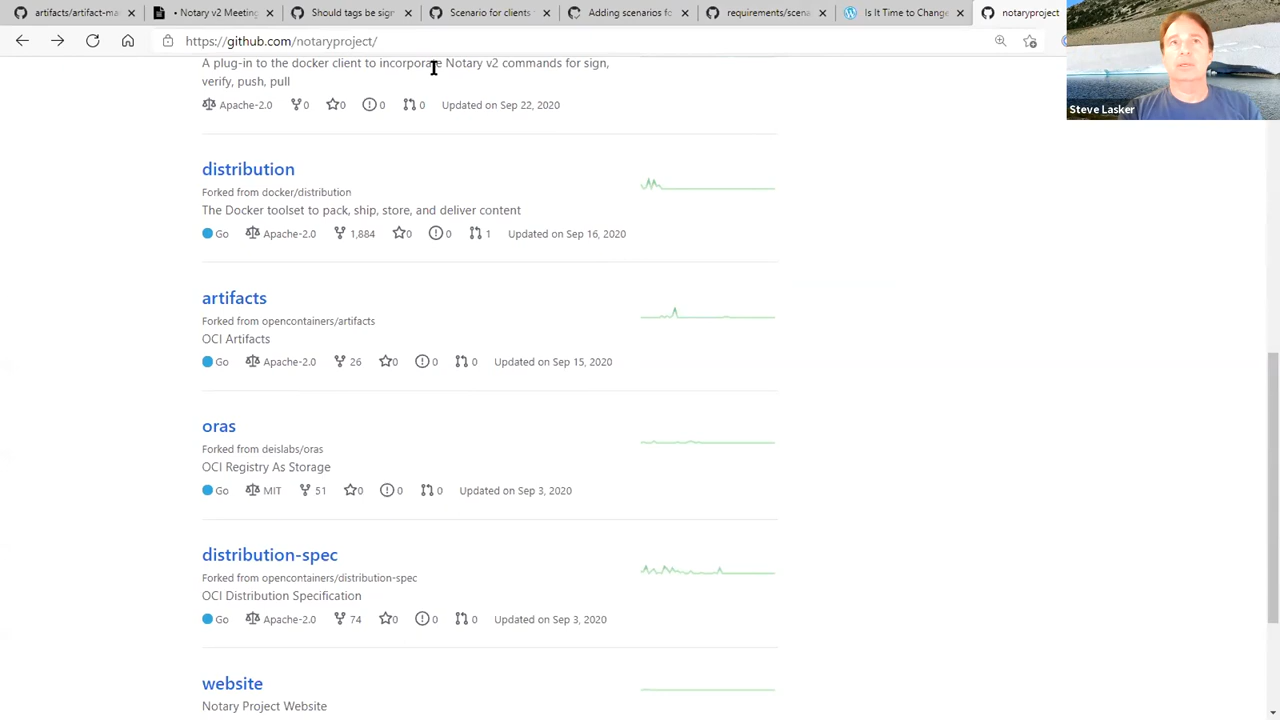 artifacts/artifact-ma
• Notary v2 Meeting
Should tags be sign
Scenario for clients
Adding scenarios fo
requirements/scena
Is It Time to Change
notaryproject
https://github.com/notaryproject/
A plug-in to the docker client to incorporate Notary v2 commands for sign,
verify, push, pull
Apache-2.0 0 0 0 0 Updated on Sep 22, 2020
distribution
Forked from docker/distribution
The Docker toolset to pack, ship, store, and deliver content
Go Apache-2.0 1,884 0 0 1 Updated on Sep 16, 2020
artifacts
Forked from opencontainers/artifacts
OCI Artifacts
Go Apache-2.0 26 0 0 0 Updated on Sep 15, 2020
oras
Forked from deislabs/oras
OCI Registry As Storage
Go MIT 51 0 0 0 Updated on Sep 3, 2020
distribution-spec
Forked from opencontainers/distribution-spec
OCI Distribution Specification
Go Apache-2.0 74 0 0 0 Updated on Sep 3, 2020
website
Notary Project Website
Steve Lasker